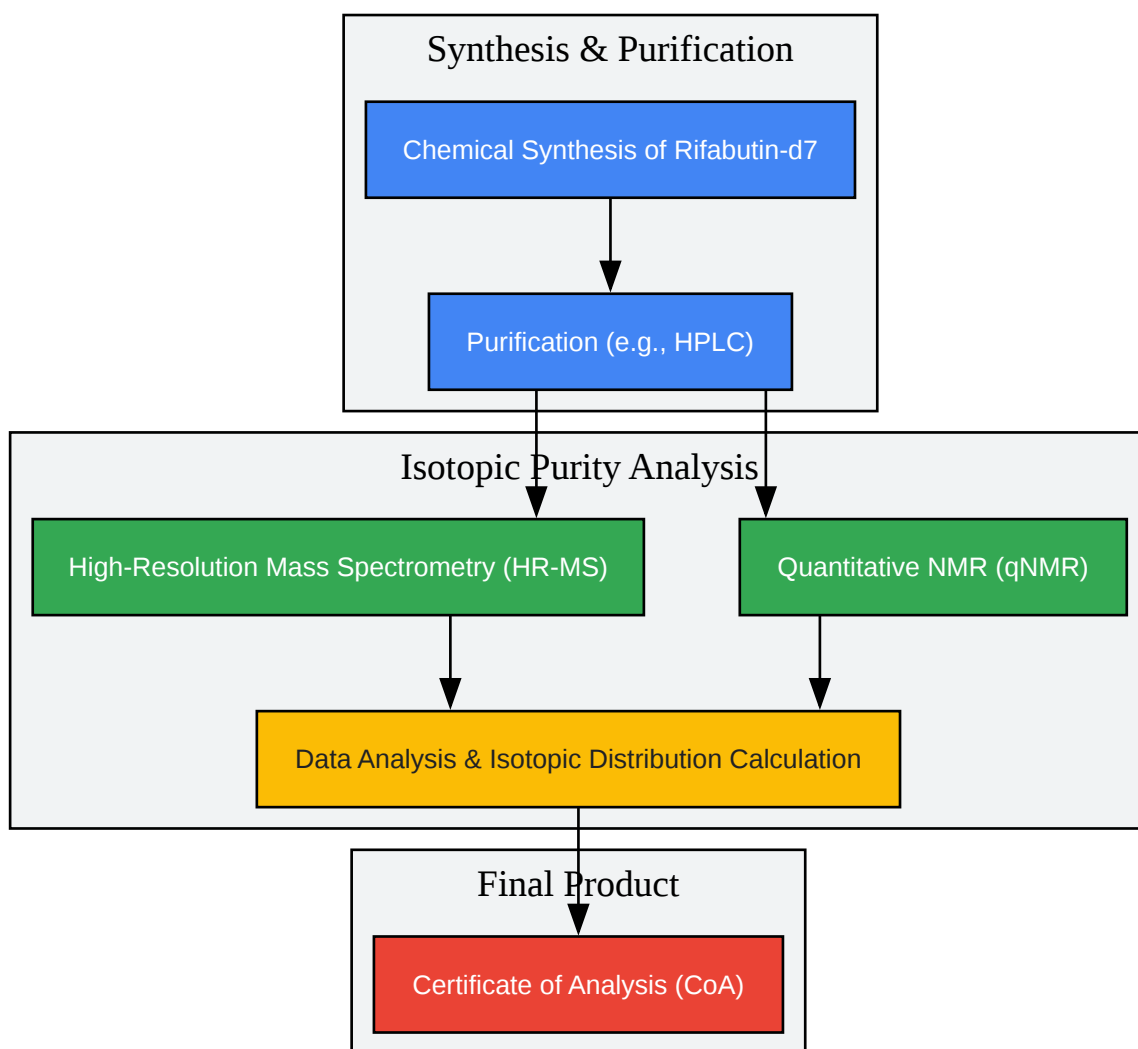 Synthesis & Purification
Chemical Synthesis of Rifabutin-d7
Purification (e.g., HPLC)
Isotopic Purity Analysis
High-Resolution Mass Spectrometry (HR-MS)
Quantitative NMR (qNMR)
Data Analysis & Isotopic Distribution Calculation
Final Product
Certificate of Analysis (CoA)